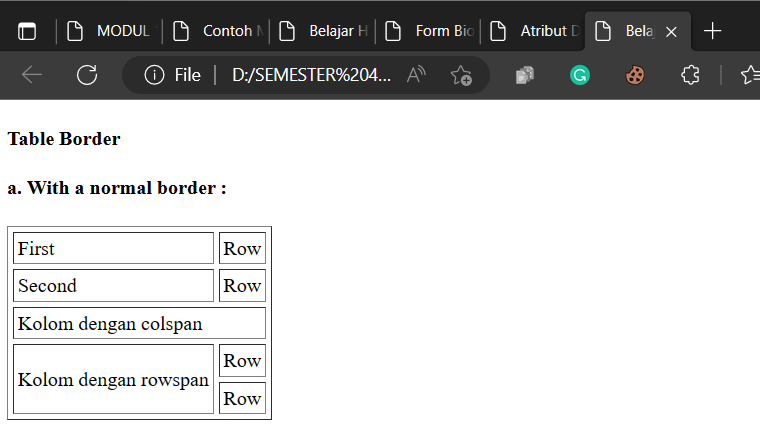 MODUL
Contoh
Belajar H
Form Bio
Atribut D
Belaj
File
D:/SEMESTER%204...
Table Border
a. With a normal border :
First Row
Second Row
Kolom dengan colspan
Kolom dengan rowspan Row
Row